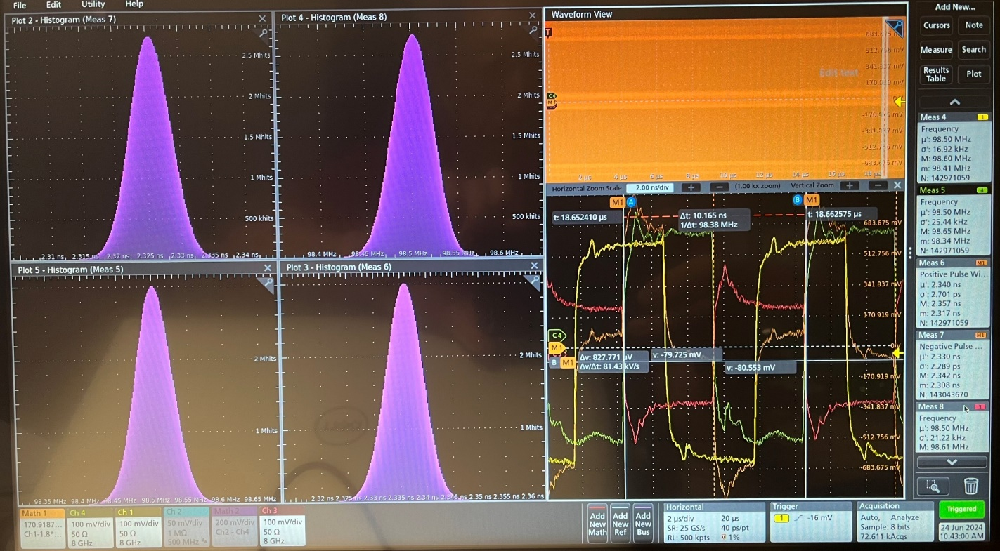 File Edit Utility Help
Plot 2 - Histogram (Meas 7)
2.5 Mhits
2 Mhits
1.5 Mhits
1 Mhits
500 khits
2.31 ns 2.315 ns 2.32 ns 2.325 ns 2.33 ns 2.335 ns 2.34 ns
Plot 4 - Histogram (Meas 8)
2.5 Mhits
2 Mhits
1.5 Mhits
1 Mhits
500 khits
98.4 MHz 98.45 MHz 98.5 MHz 98.55 MHz 98.6 MHz
Plot 5 - Histogram (Meas 5)
2 Mhits
1 Mhits
98.35 MHz 98.4 MHz 98.45 MHz 98.5 MHz 98.55 MHz 98.6 MHz 98.65 MHz
Plot 3 - Histogram (Meas 6)
2 Mhits
1 Mhits
2.32 ns 2.325 ns 2.33 ns 2.335 ns 2.34 ns 2.345 ns 2.35 ns 2.355 ns 2.36 ns
Waveform View
T
683.675 mV
512.756 mV
341.837 mV
170.919 mV
Edit text
C4
M1
-170.919 mV
-341.837 mV
-512.756 mV
-683.675 mV
2 µs 4 µs 6 µs 8 µs 10 µs 12 µs 14 µs 16 µs 18 µs
Horizontal Zoom Scale 2.00 ns/div + − (1.00 kx zoom) Vertical Zoom + −
M1 A
B M1
t: 18.652410 µs
Δt: 10.165 ns
1/Δt: 98.38 MHz
t: 18.662575 µs
683.675 mV
512.756 mV
341.837 mV
170.919 mV
0V
-170.919 mV
-341.837 mV
-512.756 mV
-683.675 mV
C4
M1
B M1
Δv: 827.771 µV
Δv/Δt: 81.43 kV/s
v: -79.725 mV
v: -80.553 mV
Add New...
Cursors Note
Measure Search
Results
Table
Plot
Meas 4 1
Frequency
µ': 98.50 MHz
σ': 16.92 kHz
M: 98.60 MHz
m: 98.41 MHz
N: 142971059
Meas 5 4
Frequency
µ': 98.50 MHz
σ': 25.44 kHz
M: 98.65 MHz
m: 98.34 MHz
N: 142971059
Meas 6 M1
Positive Pulse Wi...
µ': 2.340 ns
σ': 2.701 ps
M: 2.357 ns
m: 2.317 ns
N: 142971059
Meas 7 M1
Negative Pulse ...
µ': 2.330 ns
σ': 2.289 ps
M: 2.342 ns
m: 2.308 ns
N: 143043670
Meas 8 3
Frequency
µ': 98.50 MHz
σ': 21.22 kHz
M: 98.61 MHz
Math 1
170.9187...
Ch1-1.8*...
Ch 4
100 mV/div
50 Ω
8 GHz
Ch 1
100 mV/div
50 Ω
8 GHz
Ch 2
50 mV/div
1 MΩ
500 MHz
Math 2
200 mV/div
Ch2 - Ch4
Ch 3
100 mV/div
50 Ω
8 GHz
Add
New
Math
Add
New
Ref
Add
New
Bus
Horizontal
2 µs/div 20 µs
SR: 25 GS/s 40 ps/pt
RL: 500 kpts 1%
Trigger
1 -16 mV
Acquisition
Auto, Analyze
Sample: 8 bits
72.611 kAcqs
Triggered
24 Jun 2024
10:43:00 AM